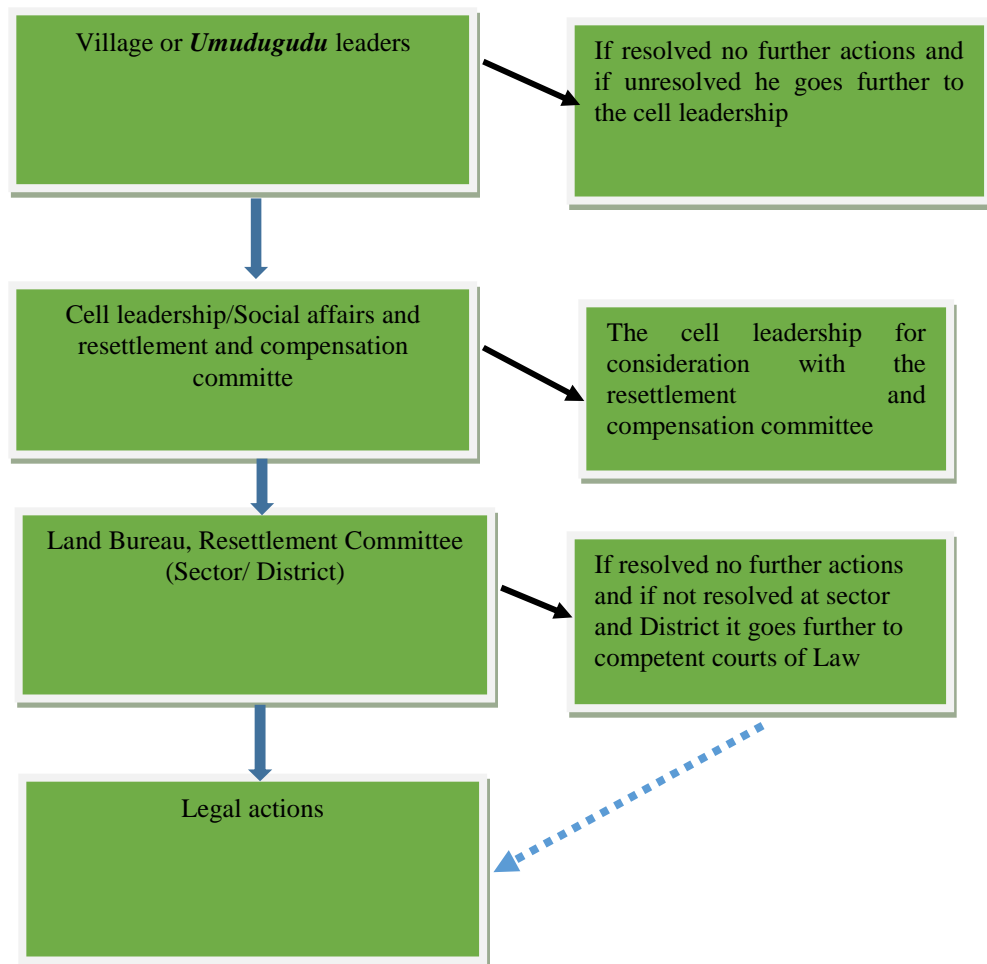 Village or Umudugudu leaders
If resolved no further actions and
if unresolved he goes further to
the cell leadership
Cell leadership/Social affairs and
resettlement and compensation
committe
The cell leadership for
consideration with the
resettlement and
compensation committee
Land Bureau, Resettlement Committee
(Sector/ District)
If resolved no further actions
and if not resolved at sector
and District it goes further to
competent courts of Law
Legal actions